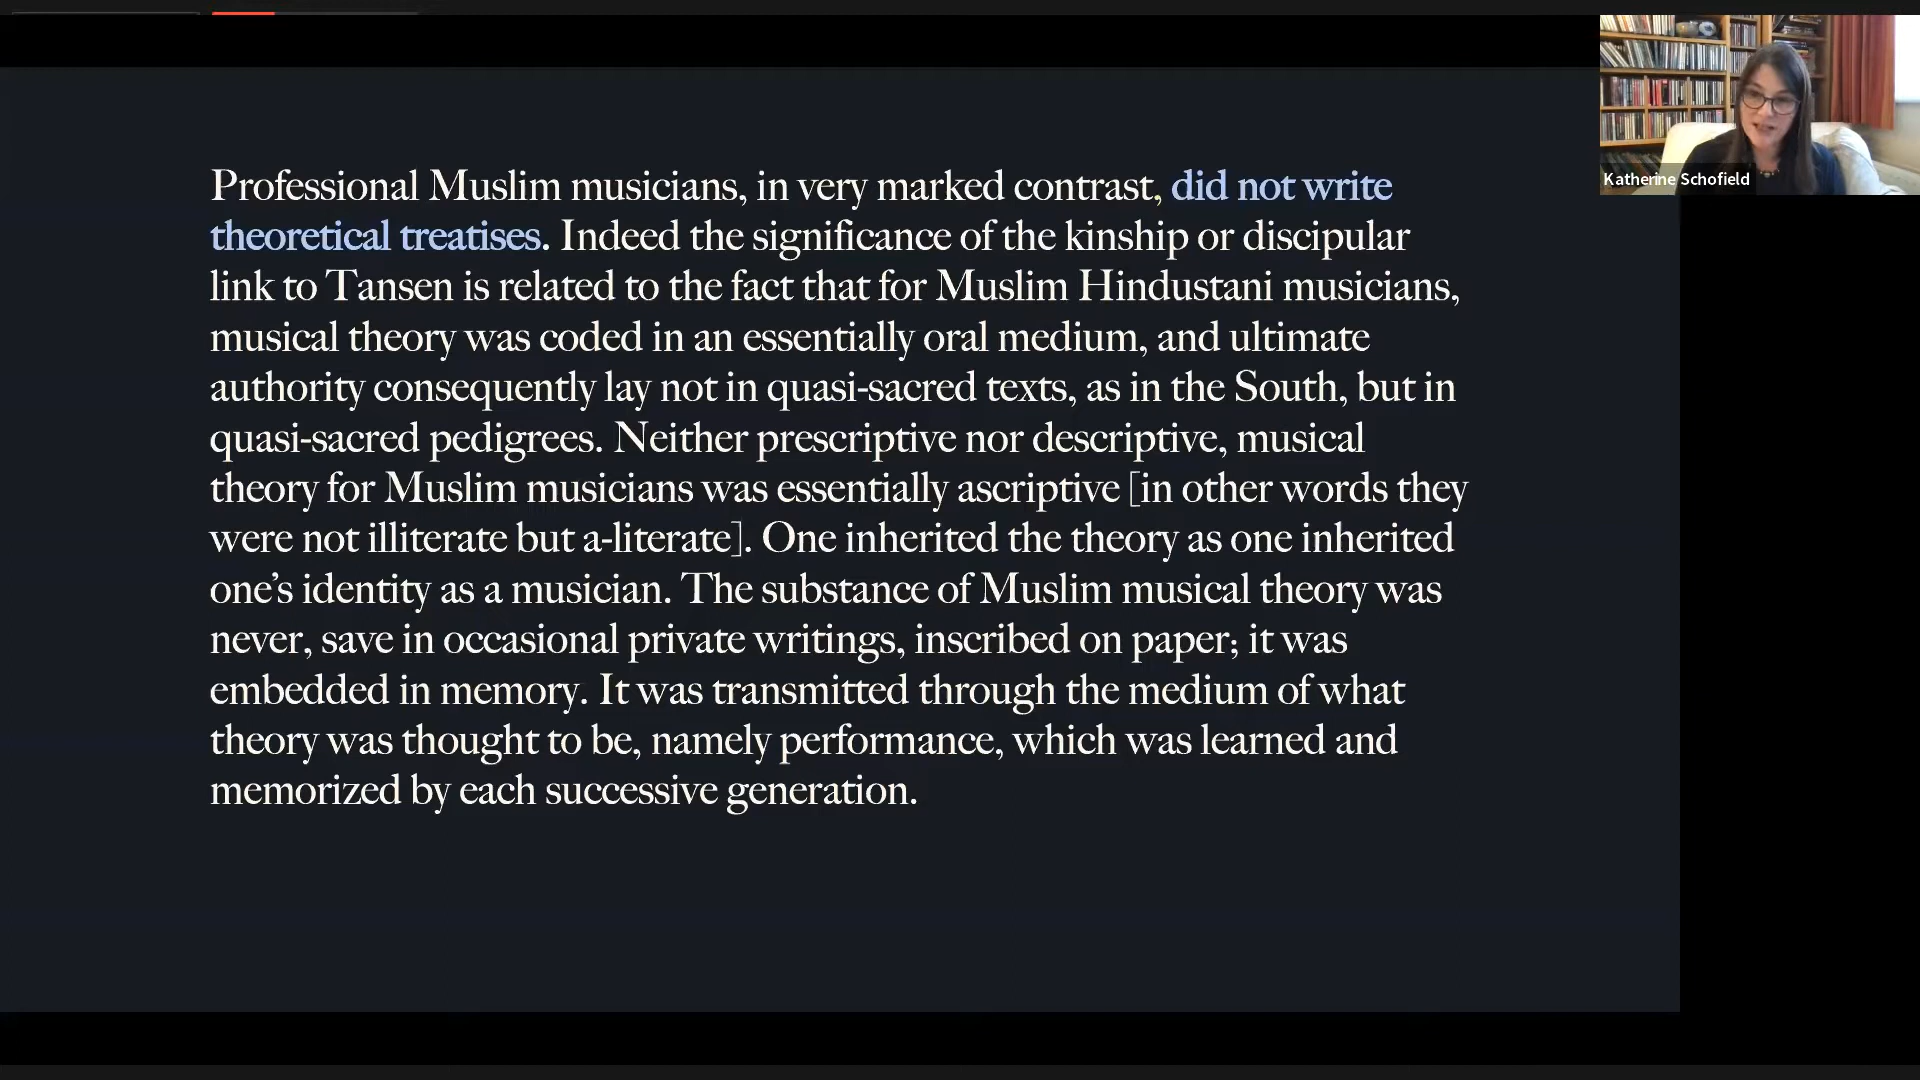 Professional Muslim musicians, in very marked contrast, did not write
theoretical treatises. Indeed the significance of the kinship or discipular
link to Tansen is related to the fact that for Muslim Hindustani musicians,
musical theory was coded in an essentially oral medium, and ultimate
authority consequently lay not in quasi-sacred texts, as in the South, but in
quasi-sacred pedigrees. Neither prescriptive nor descriptive, musical
theory for Muslim musicians was essentially ascriptive [in other words they
were not illiterate but a-literate]. One inherited the theory as one inherited
one’s identity as a musician. The substance of Muslim musical theory was
never, save in occasional private writings, inscribed on paper; it was
embedded in memory. It was transmitted through the medium of what
theory was thought to be, namely performance, which was learned and
memorized by each successive generation.
Katherine Schofield